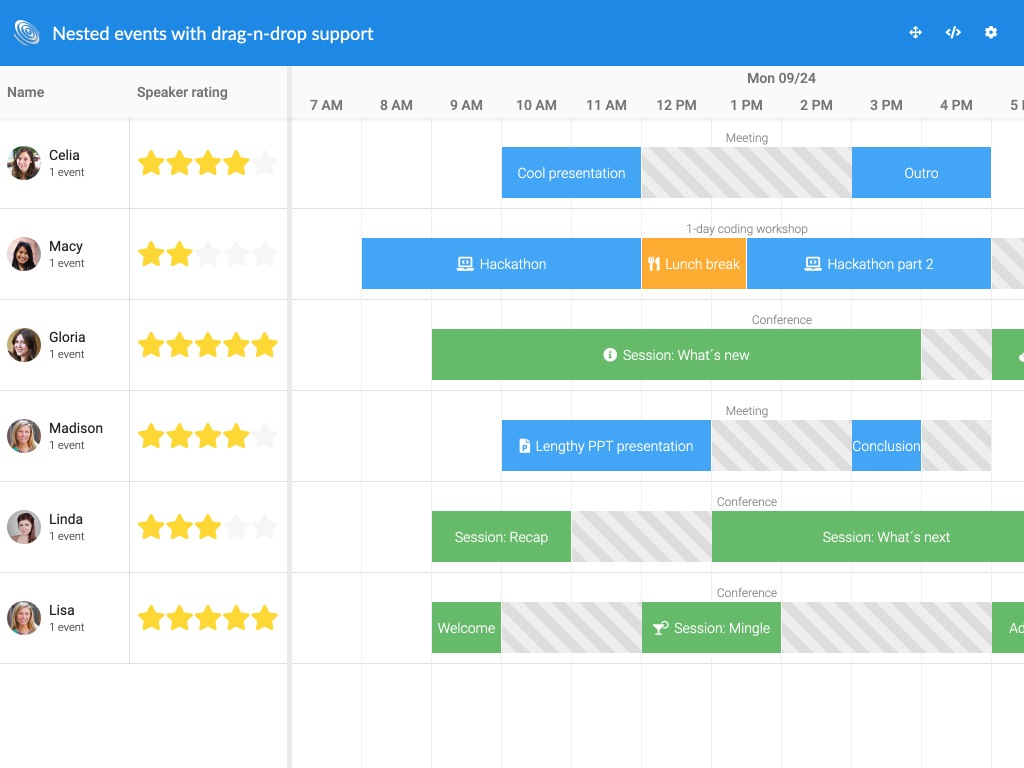 Nested events with drag-n-drop support
Name
Speaker rating
Mon 09/24
7 AM 8 AM 9 AM 10 AM 11 AM 12 PM 1 PM 2 PM 3 PM 4 PM 5
Celia
1 event
Meeting
Cool presentation
Outro
Macy
1 event
1-day coding workshop
Hackathon
Lunch break
Hackathon part 2
Gloria
1 event
Conference
Session: What´s new
Madison
1 event
Meeting
Lengthy PPT presentation
Conclusion
Linda
1 event
Conference
Session: Recap
Session: What´s next
Lisa
1 event
Conference
Welcome
Session: Mingle